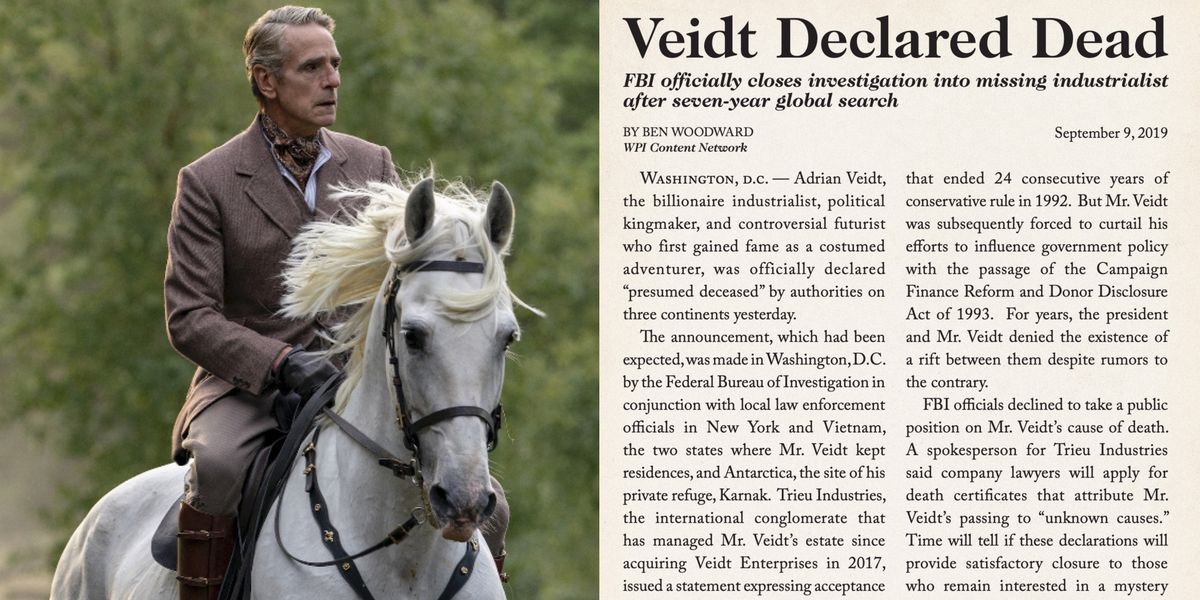 Veidt Declared Dead
FBI officially closes investigation into missing industrialist
after seven-year global search
BY BEN WOODWARD
WPI Content Network
September 9, 2019
WASHINGTON, D.C. — Adrian Veidt,
the billionaire industrialist, political
kingmaker, and controversial futurist
who first gained fame as a costumed
adventurer, was officially declared
“presumed deceased” by authorities on
three continents yesterday.
The announcement, which had been
expected, was made in Washington, D.C.
by the Federal Bureau of Investigation in
conjunction with local law enforcement
officials in New York and Vietnam,
the two states where Mr. Veidt kept
residences, and Antarctica, the site of his
private refuge, Karnak. Trieu Industries,
the international conglomerate that
has managed Mr. Veidt’s estate since
acquiring Veidt Enterprises in 2017,
issued a statement expressing acceptance
that ended 24 consecutive years of
conservative rule in 1992. But Mr. Veidt
was subsequently forced to curtail his
efforts to influence government policy
with the passage of the Campaign
Finance Reform and Donor Disclosure
Act of 1993. For years, the president
and Mr. Veidt denied the existence of
a rift between them despite rumors to
the contrary.
FBI officials declined to take a public
position on Mr. Veidt’s cause of death.
A spokesperson for Trieu Industries
said company lawyers will apply for
death certificates that attribute Mr.
Veidt’s passing to “unknown causes.”
Time will tell if these declarations will
provide satisfactory closure to those
who remain interested in a mystery